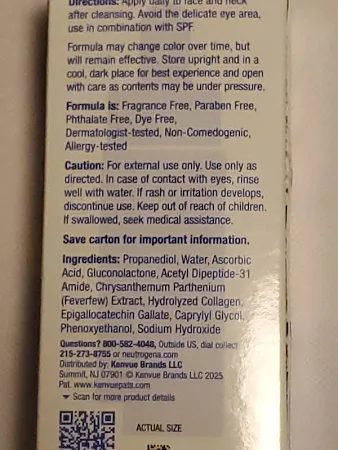 Directions: Apply daily to face and neck
after cleansing. Avoid the delicate eye area,
use in combination with SPF.
Formula may change color over time, but
will remain effective. Store upright and in a
cool, dark place for best experience and open
with care as contents may be under pressure.
Formula is: Fragrance Free, Paraben Free,
Phthalate Free, Dye Free,
Dermatologist-tested, Non-Comedogenic,
Allergy-tested
Caution: For external use only. Use only as
directed. In case of contact with eyes, rinse
well with water. If rash or irritation develops,
discontinue use. Keep out of reach of children.
If swallowed, seek medical assistance.
Save carton for important information.
Ingredients: Propanediol, Water, Ascorbic
Acid, Gluconolactone, Acetyl Dipeptide-31
Amide, Chrysanthemum Parthenium
(Feverfew) Extract, Hydrolyzed Collagen,
Epigallocatechin Gallate, Caprylyl Glycol,
Phenoxyethanol, Sodium Hydroxide
Questions? 800-582-4048, Outside US, dial collect
215-273-8755 or neutrogena.com
Distributed by: Kenvue Brands LLC
Summit, NJ 07901 © Kenvue Brands LLC 2025
Pat. www.kenvuepats.com
Scan for more product details
ACTUAL SIZE